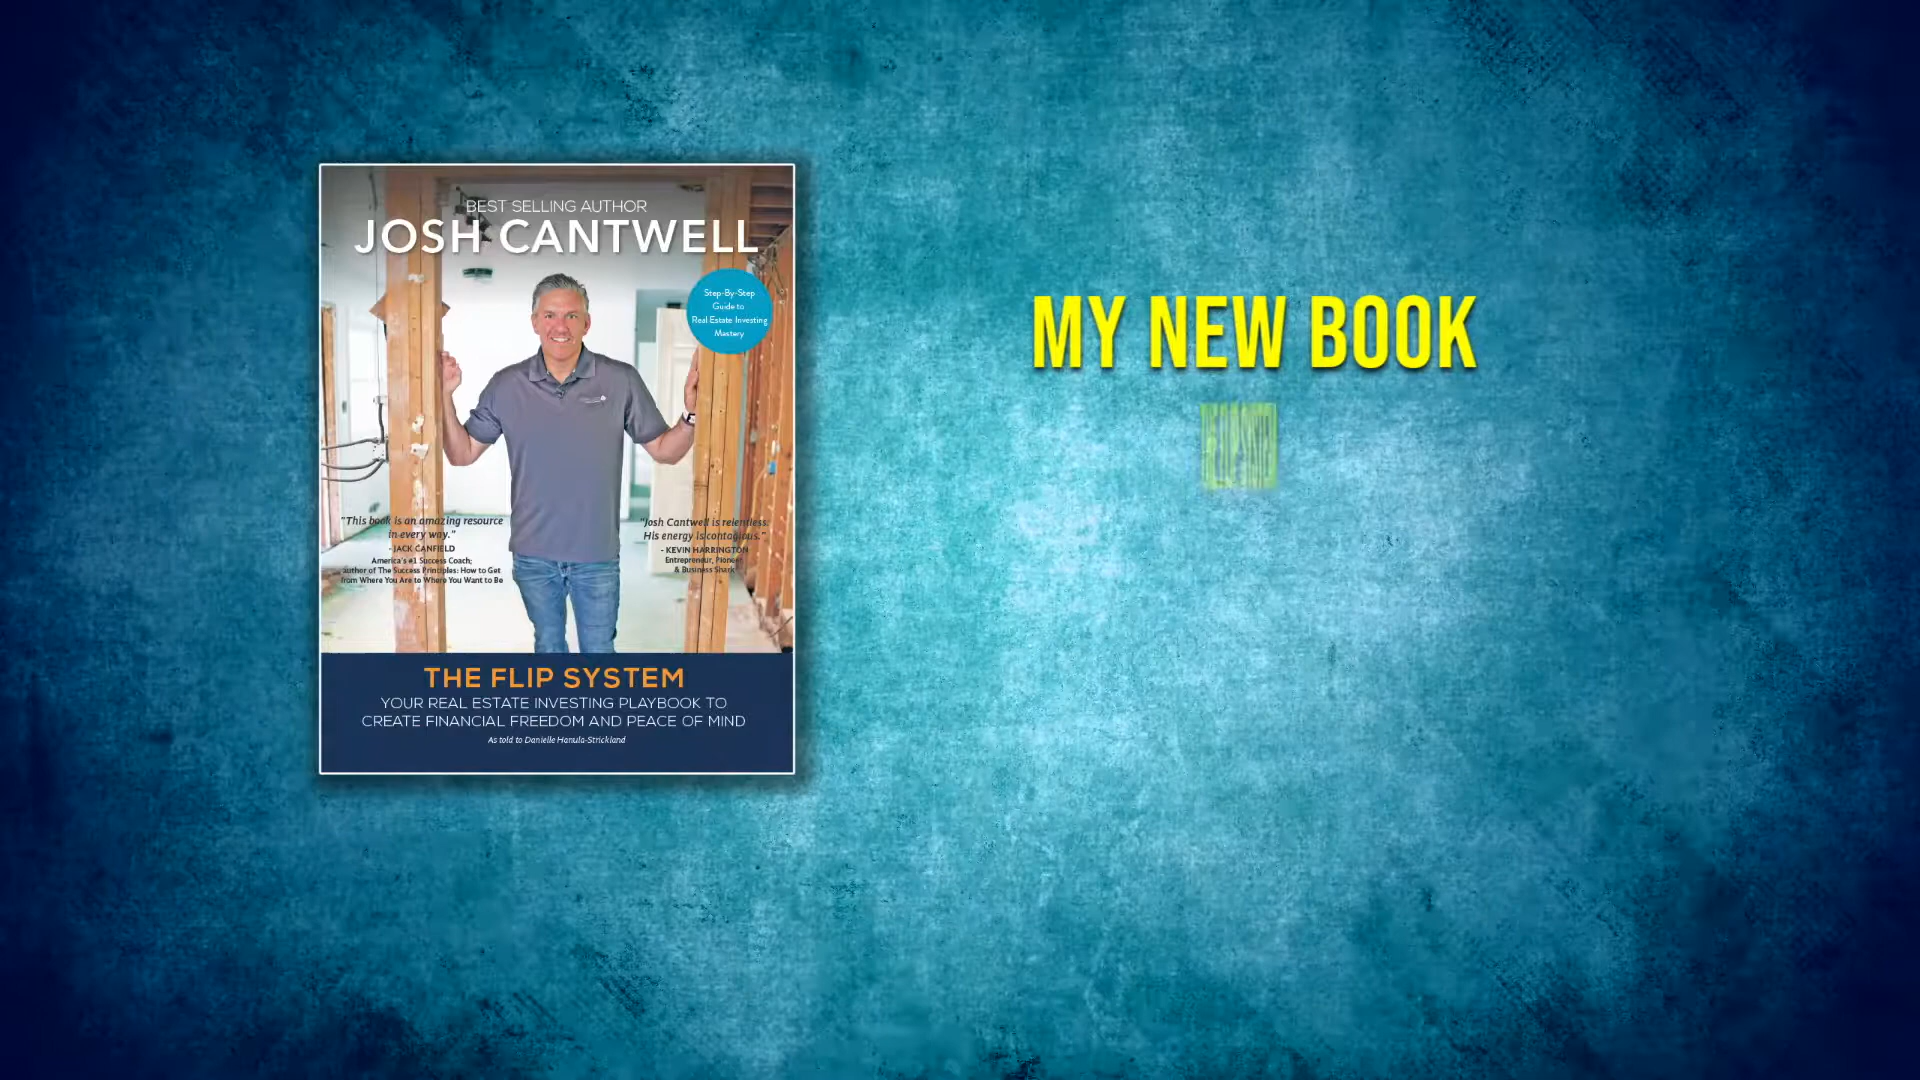 BEST SELLING AUTHOR
JOSH CANTWELL
Step-By-Step
Guide to
Real Estate Investing
Mastery
"This book is an amazing resource
in every way."
- JACK CANFIELD
America's #1 Success Coach;
author of The Success Principles: How to Get
from Where You Are to Where You Want to Be
"Josh Cantwell is relentless.
His energy is contagious."
- KEVIN HARRINGTON
Entrepreneur, Pioneer
& Business Shark
THE FLIP SYSTEM
YOUR REAL ESTATE INVESTING PLAYBOOK TO
CREATE FINANCIAL FREEDOM AND PEACE OF MIND
As told to Danielle Hanula-Strickland
MY NEW BOOK